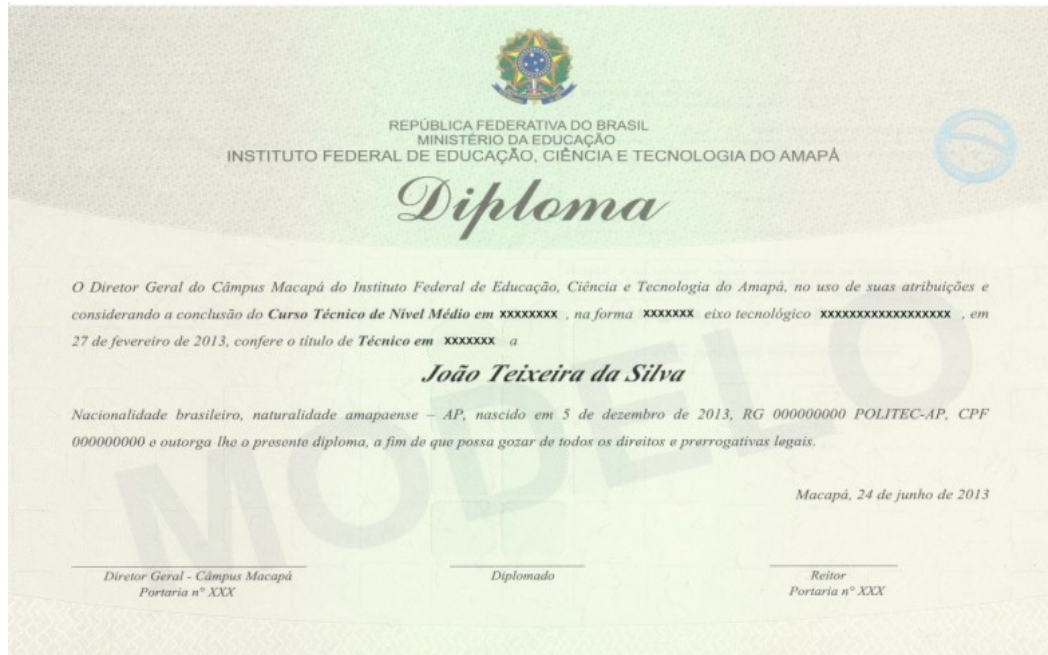 REPÚBLICA FEDERATIVA DO BRASIL
MINISTÉRIO DA EDUCAÇÃO
INSTITUTO FEDERAL DE EDUCAÇÃO, CIÊNCIA E TECNOLOGIA DO AMAPÁ
Diploma
O Diretor Geral do Câmpus Macapá do Instituto Federal de Educação, Ciência e Tecnologia do Amapá, no uso de suas atribuições e
considerando a conclusão do Curso Técnico de Nível Médio em xxxxxxxx , na forma xxxxxxx eixo tecnológico xxxxxxxxxxxxxxxxxx , em
27 de fevereiro de 2013, confere o título de Técnico em xxxxxxx a
João Teixeira da Silva
Nacionalidade brasileiro, naturalidade amapaense – AP, nascido em 5 de dezembro de 2013, RG 000000000 POLITEC-AP, CPF
000000000 e outorga-lhe o presente diploma, a fim de que possa gozar de todos os direitos e prerrogativas legais.
MODELO
Macapá, 24 de junho de 2013
Diretor Geral - Câmpus Macapá
Portaria nº XXX
Diplomado
Reitor
Portaria nº XXX